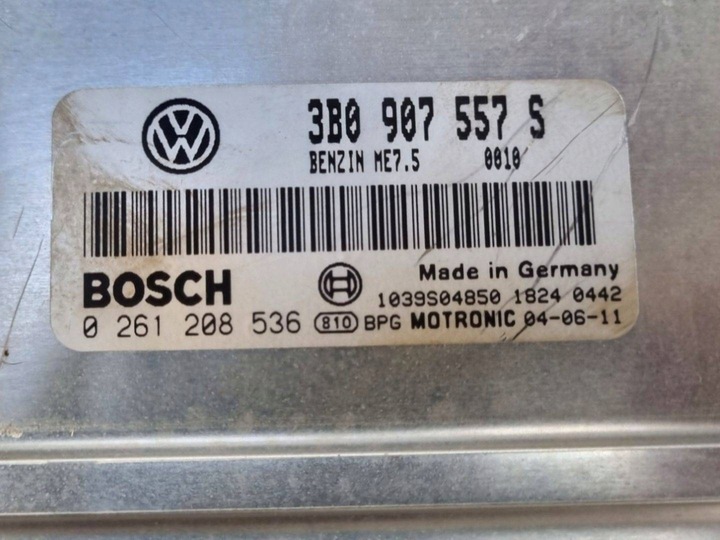 3B0 907 557 S
BENZIN ME7.5 0010
BOSCH
Made in Germany
1039S04850 1824 0442
0 261 208 536 810 BPG MOTRONIC 04-06-11